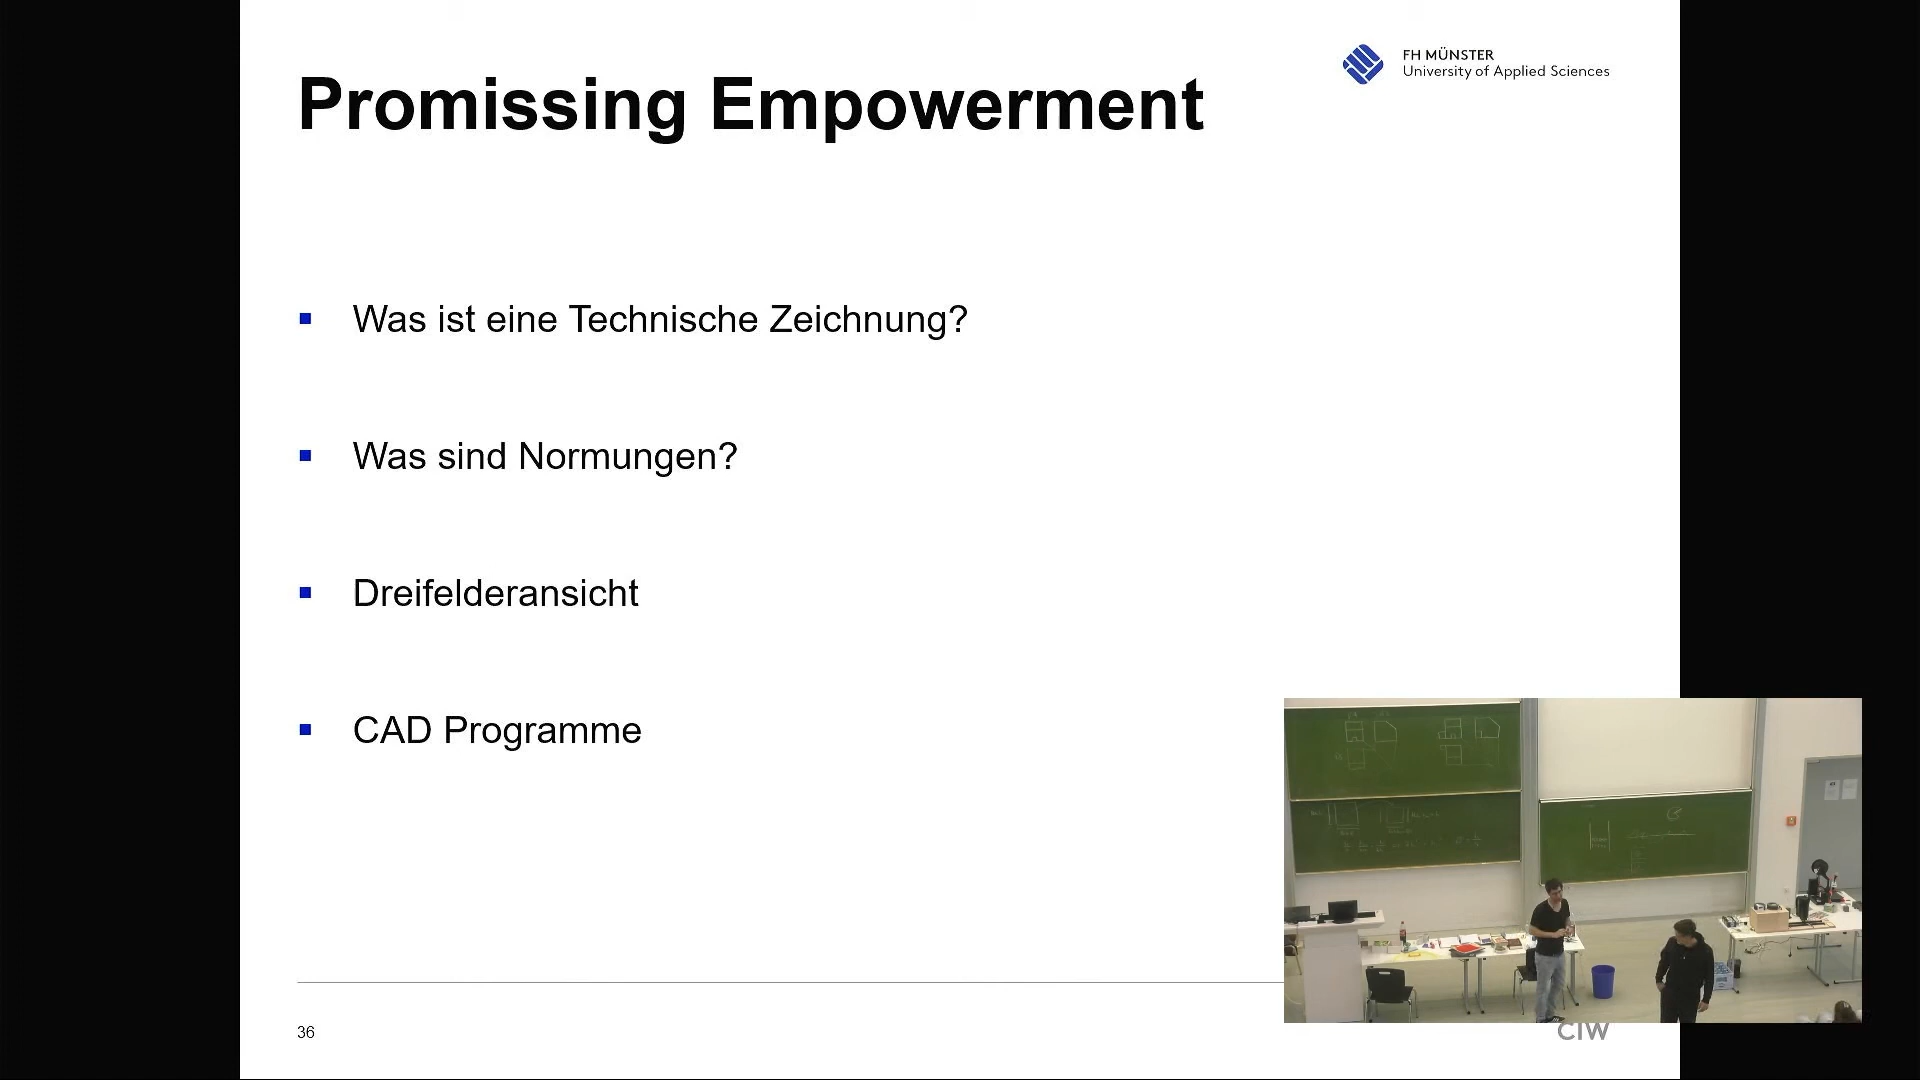 Promissing Empowerment
FH MÜNSTER
University of Applied Sciences
Was ist eine Technische Zeichnung?
Was sind Normungen?
Dreifelderansicht
CAD Programme
36
CIW